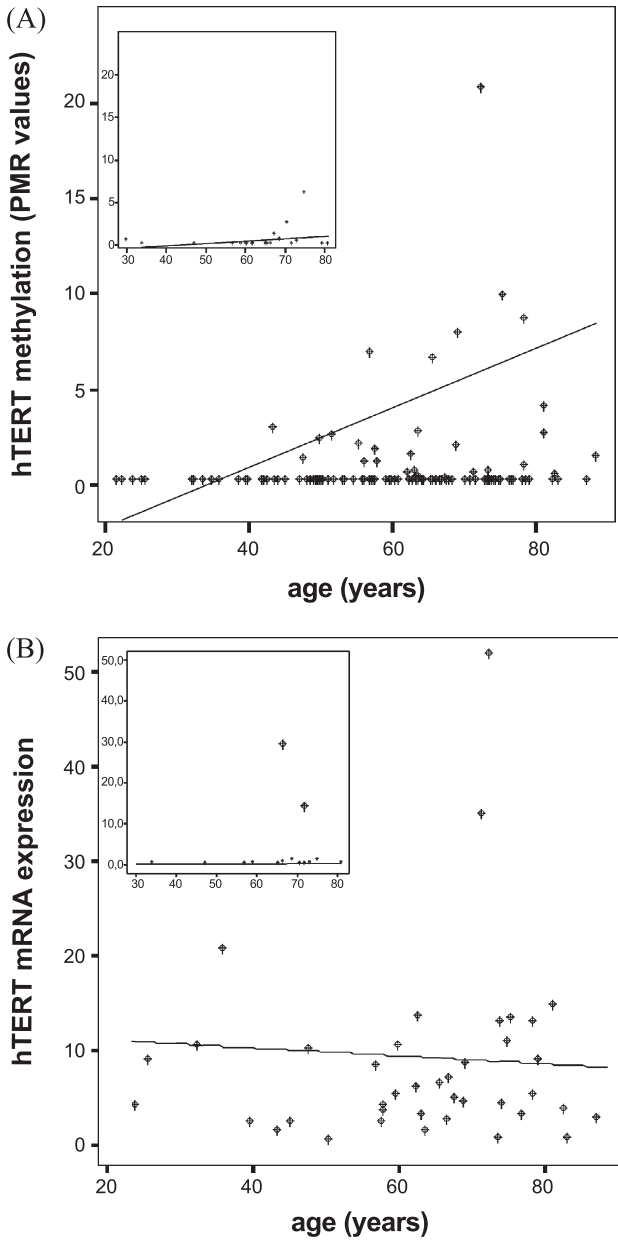 (A)
hTERT methylation (PMR values)
20
15
10
5
0
20
15
10
5
0
30 40 50 60 70 80
20 40 60 80
age (years)
(B)
hTERT mRNA expression
50
40
30
20
10
0
50,0
40,0
30,0
20,0
10,0
0,0
30 40 50 60 70 80
20 40 60 80
age (years)